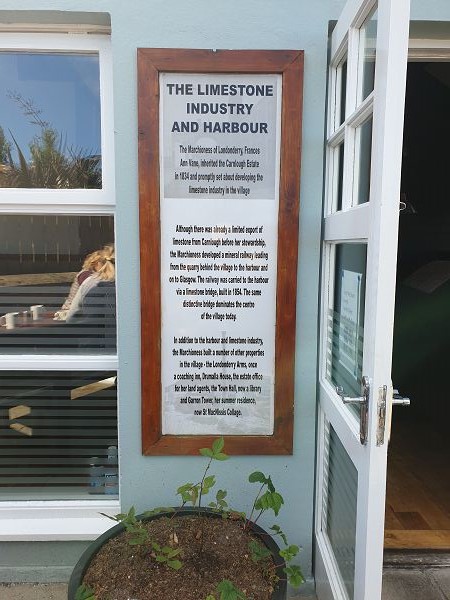 THE LIMESTONE
INDUSTRY
AND HARBOUR
The Marchioness of Londonderry, Frances
Ann Vane, inherited the Carnlough Estate
in 1834 and promptly set about developing the
limestone industry in the village
Although there was already a limited export of
limestone from Carnlough before her stewardship,
the Marchioness developed a mineral railway leading
from the quarry behind the village to the harbour and
on to Glasgow. The railway was carried to the harbour
via a limestone bridge, built in 1854. The same
distinctive bridge dominates the centre
of the village today.
In addition to the harbour and limestone industry,
the Marchioness built a number of other properties
in the village - the Londonderry Arms, once
a coaching inn, Drumalla House, the estate office
for her land agents, the Town Hall, now a library
and Garron Tower, her summer residence,
now St MacNissis Collage.